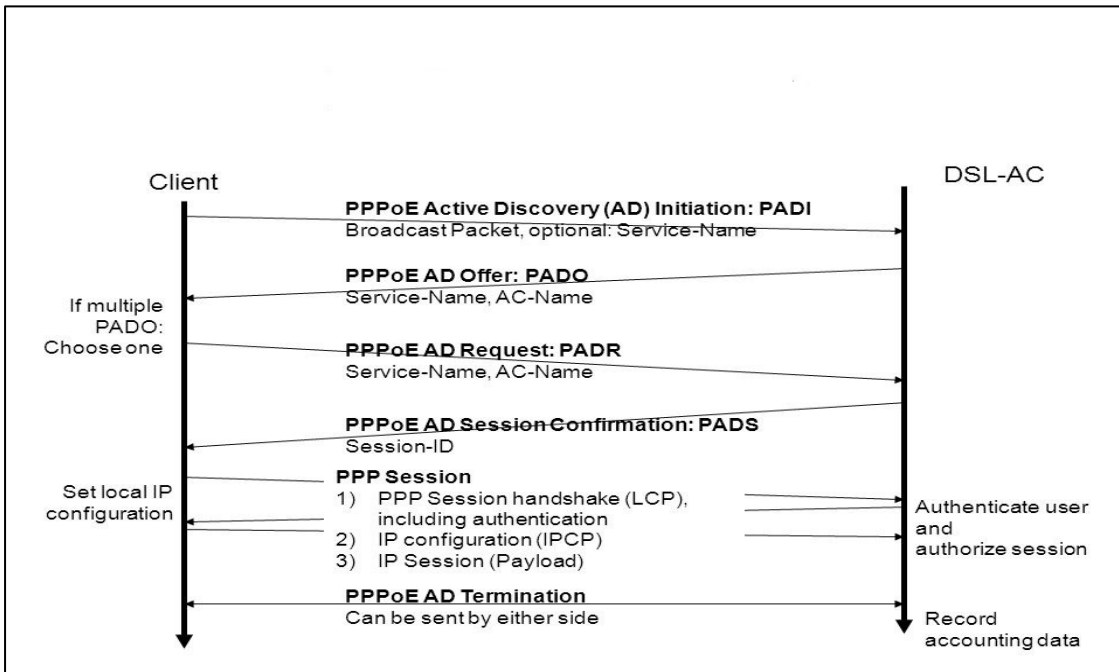 Client
DSL-AC
PPPoE Active Discovery (AD) Initiation: PADI
Broadcast Packet, optional: Service-Name
PPPoE AD Offer: PADO
Service-Name, AC-Name
If multiple
PADO:
Choose one
PPPoE AD Request: PADR
Service-Name, AC-Name
PPPoE AD Session Confirmation: PADS
Session-ID
Set local IP
configuration
PPP Session
1) PPP Session handshake (LCP),
including authentication
2) IP configuration (IPCP)
3) IP Session (Payload)
Authenticate user
and
authorize session
PPPoE AD Termination
Can be sent by either side
Record
accounting data